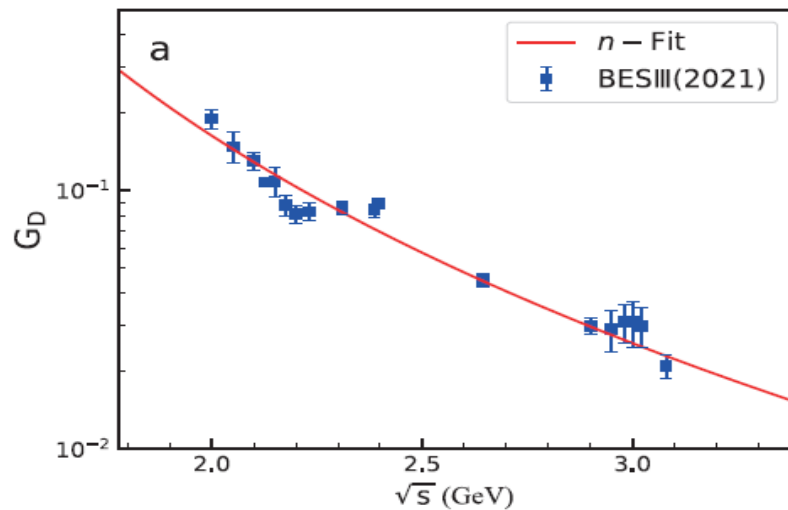 a
n − Fit
BESⅢ(2021)
10⁻¹
G_D
10⁻²
2.0 2.5 3.0
√s (GeV)